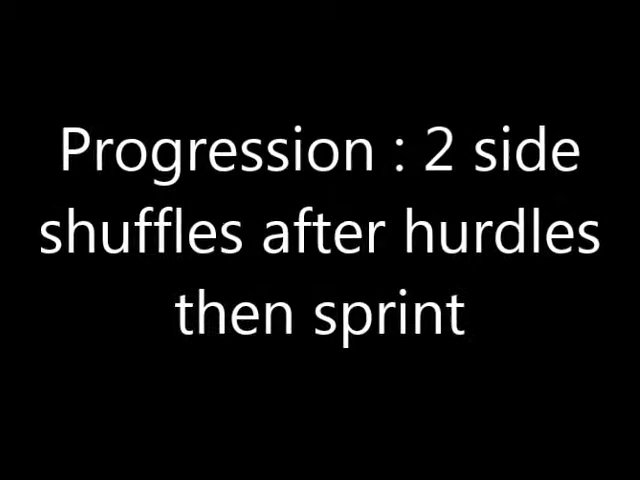 Progression : 2 side
shuffles after hurdles
then sprint